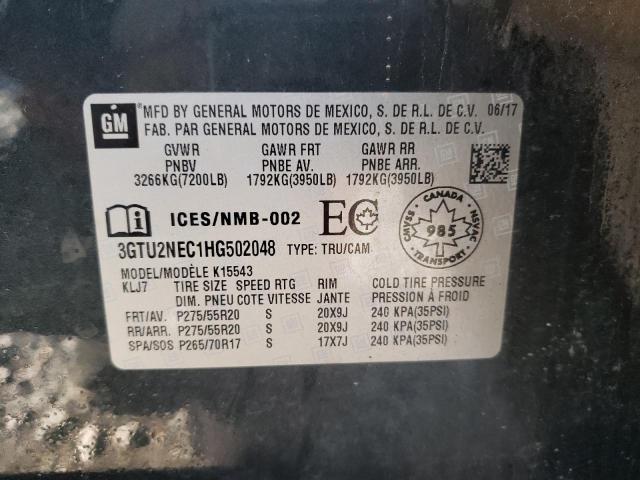 GM
MFD BY GENERAL MOTORS DE MEXICO, S. DE R.L. DE C.V. 06/17
FAB. PAR GENERAL MOTORS DE MEXICO, S. DE R.L. DE C.V.
GVWR GAWR FRT GAWR RR
PNBV PNBE AV. PNBE ARR.
3266KG(7200LB) 1792KG(3950LB) 1792KG(3950LB)
ICES/NMB-002 EC
CANADA
CMVSS 985 NSVAC
TRANSPORT
3GTU2NEC1HG502048 TYPE: TRU/CAM
MODEL/MODÈLE K15543
KLJ7 TIRE SIZE SPEED RTG RIM COLD TIRE PRESSURE
DIM. PNEU COTE VITESSE JANTE PRESSION À FROID
FRT/AV. P275/55R20 S 20X9J 240 KPA(35PSI)
RR/ARR. P275/55R20 S 20X9J 240 KPA(35PSI)
SPA/SOS P265/70R17 S 17X7J 240 KPA(35PSI)